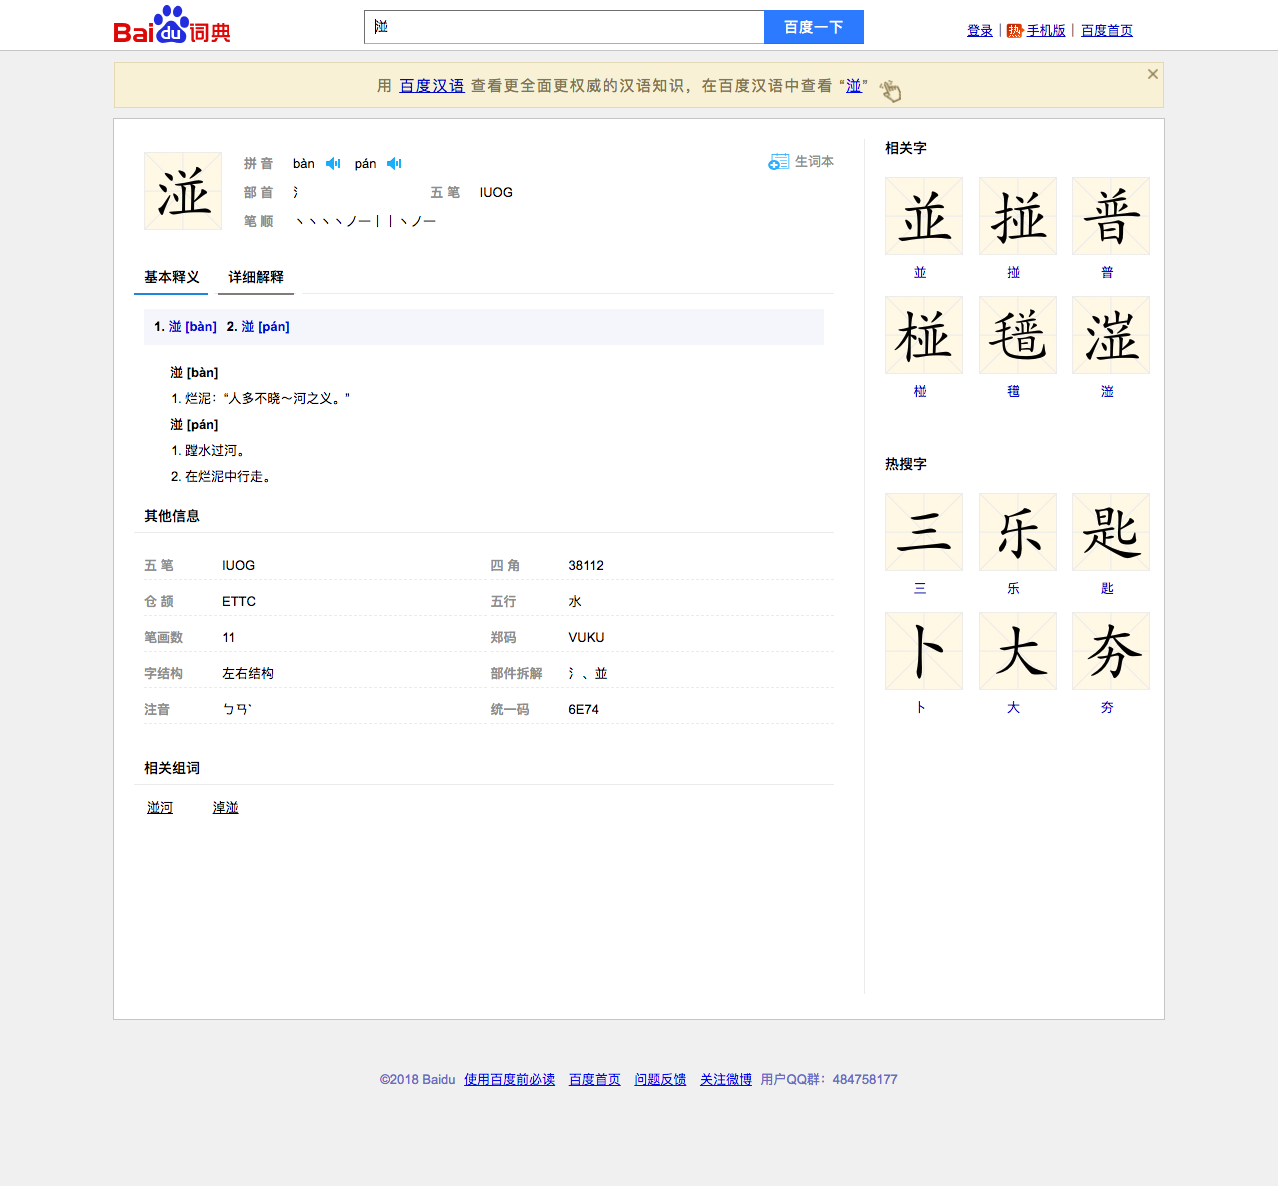 Bai du 词典
湴
百度一下
登录 | 热 手机版 | 百度首页
用 百度汉语 查看更全面更权威的汉语知识，在百度汉语中查看 “湴”
湴
拼 音 bàn pán
生词本
部 首 氵 五 笔 IUOG
笔 顺 丶丶丶丶ノ一丨丨丶ノ一
基本释义 详细解释
1. 湴 [bàn] 2. 湴 [pán]
湴 [bàn]
1. 烂泥：“人多不晓～河之义。”
湴 [pán]
1. 蹚水过河。
2. 在烂泥中行走。
其他信息
五 笔 IUOG 四 角 38112
仓 颉 ETTC 五行 水
笔画数 11 郑码 VUKU
字结构 左右结构 部件拆解 氵、並
注音 ㄅㄢˋ 统一码 6E74
相关组词
湴河 淖湴
相关字
並 掽 普
並 掽 普
椪 氆 湴
椪 氆 湴
热搜字
三 乐 匙
三 乐 匙
卜 大 夯
卜 大 夯
©2018 Baidu 使用百度前必读 百度首页 问题反馈 关注微博 用户QQ群：484758177